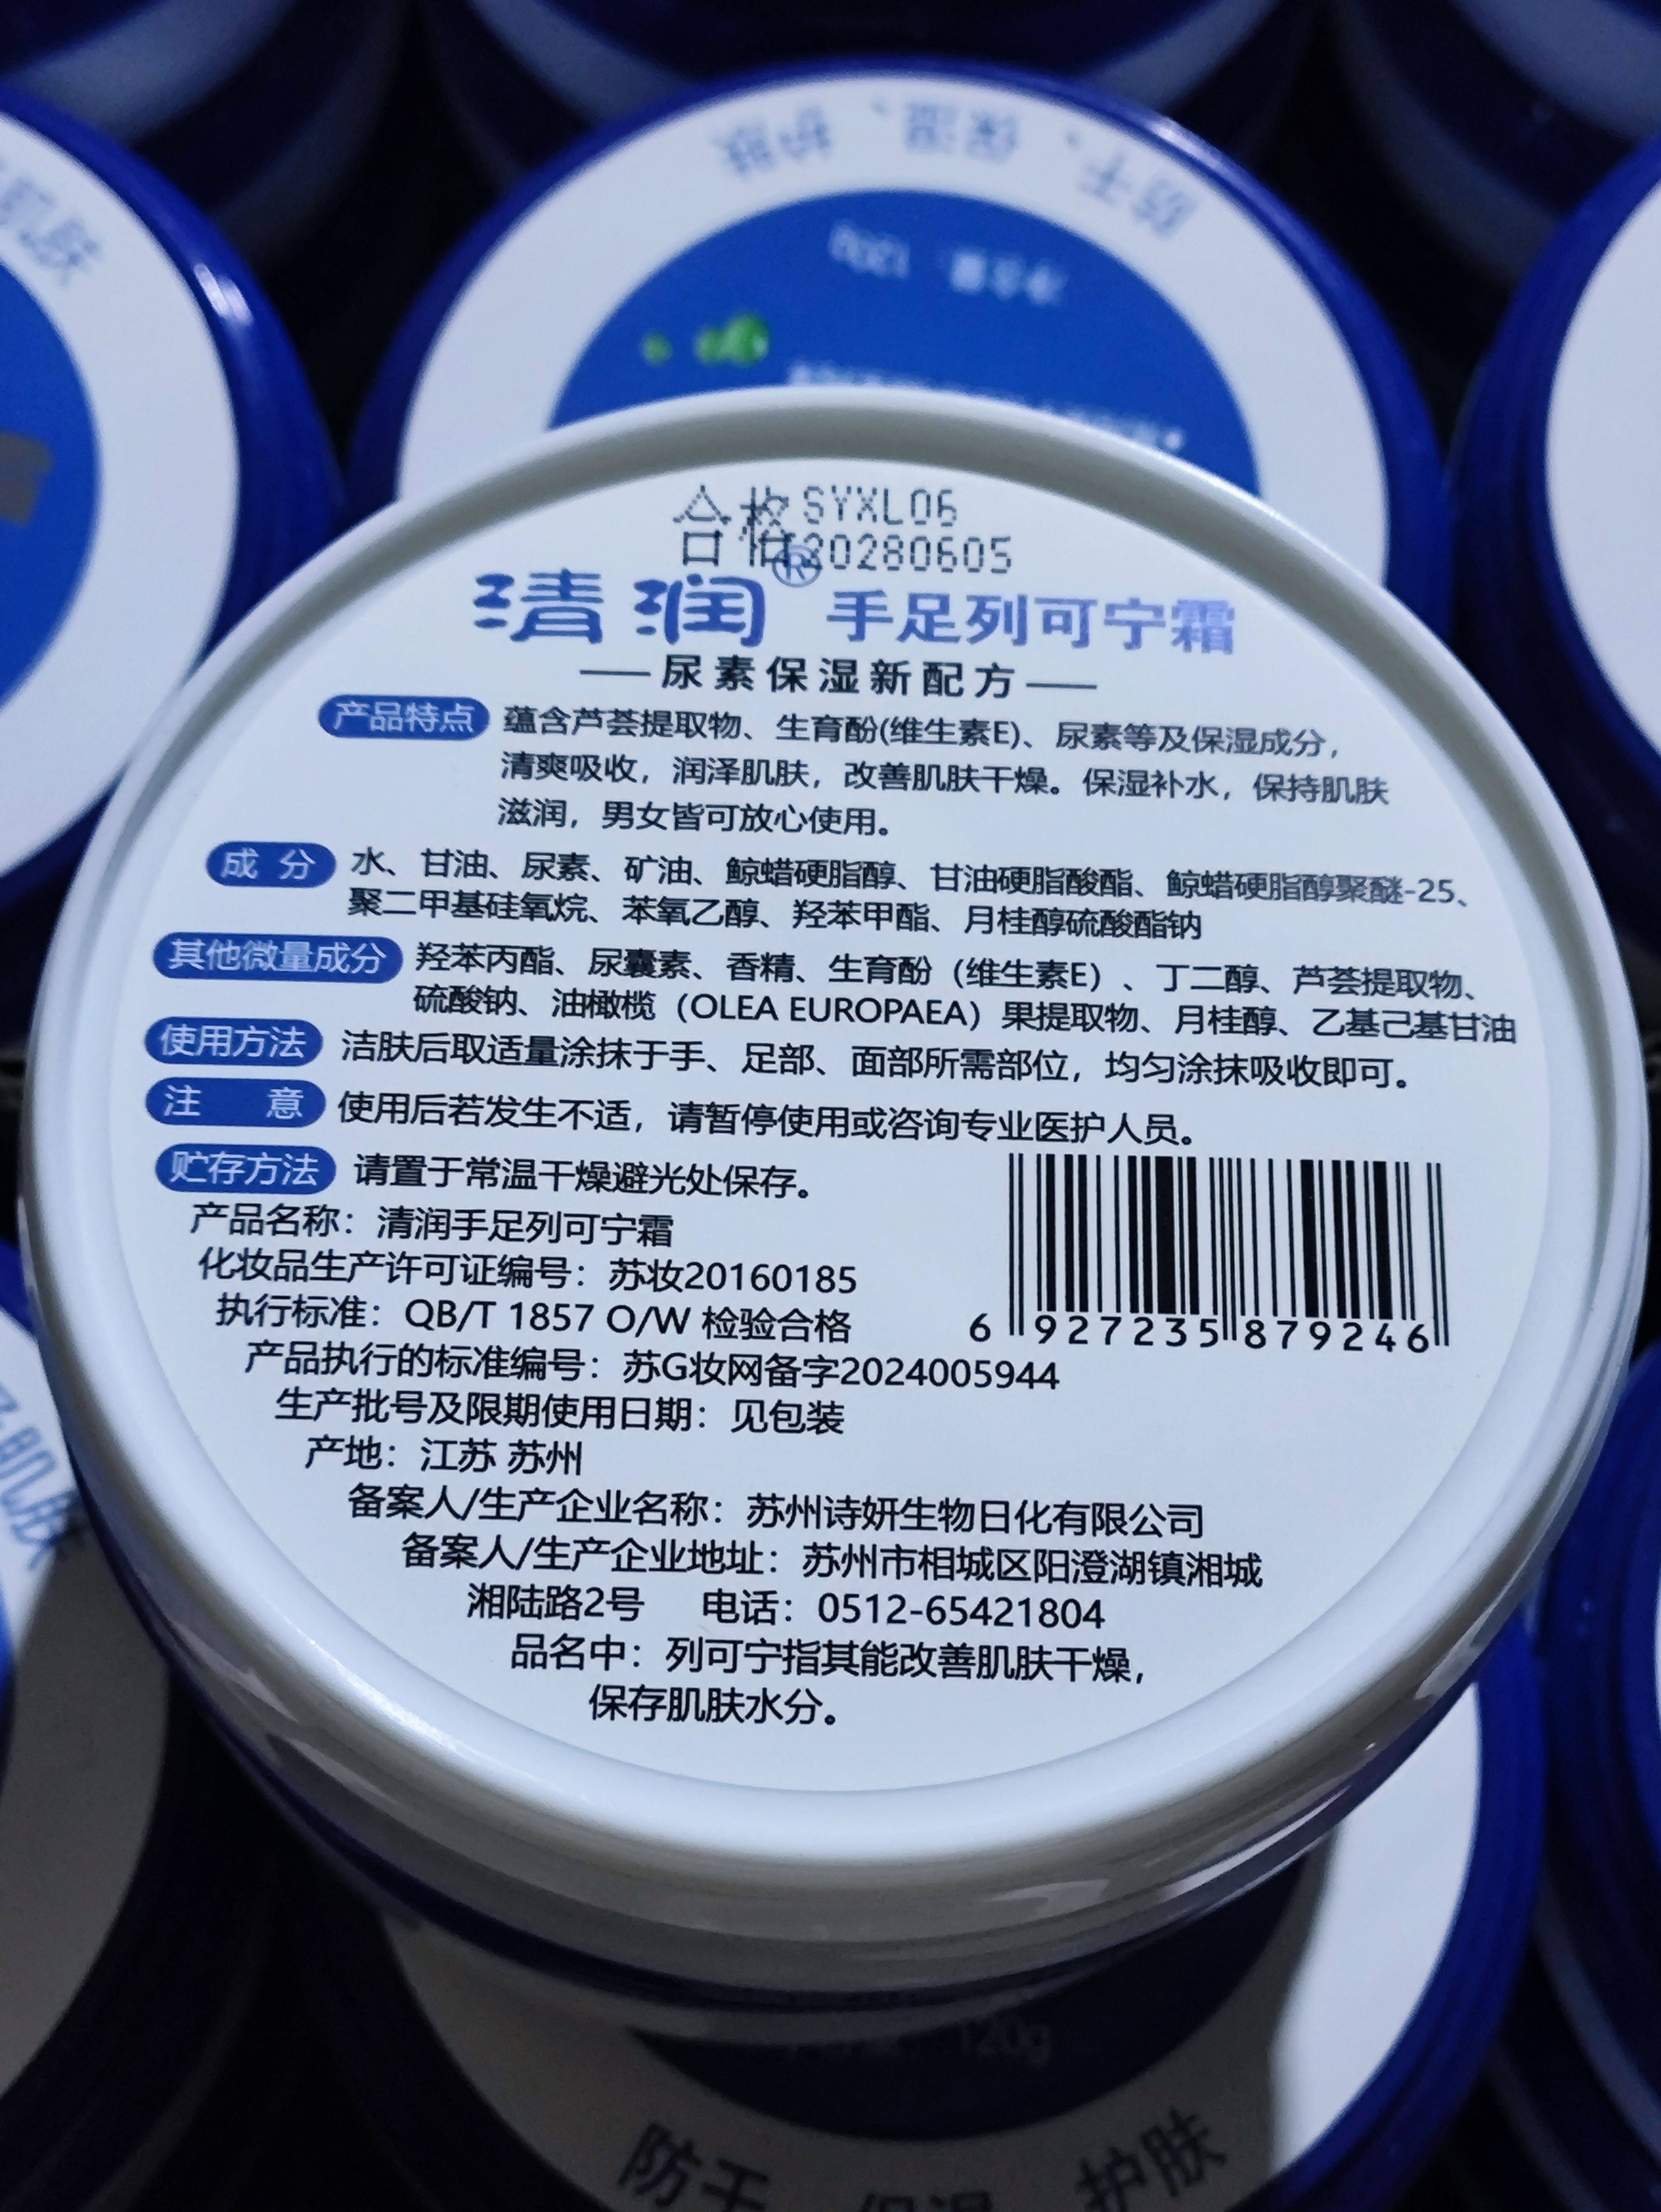 防干、保湿、护肤
净含量：120g
肌肤
合格 SYXL06
20280605
清润® 手足列可宁霜
——尿素保湿新配方——
产品特点 蕴含芦荟提取物、生育酚(维生素E)、尿素等及保湿成分，
清爽吸收，润泽肌肤，改善肌肤干燥。保湿补水，保持肌肤
滋润，男女皆可放心使用。
成 分 水、甘油、尿素、矿油、鲸蜡硬脂醇、甘油硬脂酸酯、鲸蜡硬脂醇聚醚-25、
聚二甲基硅氧烷、苯氧乙醇、羟苯甲酯、月桂醇硫酸酯钠
其他微量成分 羟苯丙酯、尿囊素、香精、生育酚（维生素E）、丁二醇、芦荟提取物、
硫酸钠、油橄榄（OLEA EUROPAEA）果提取物、月桂醇、乙基己基甘油
使用方法 洁肤后取适量涂抹于手、足部、面部所需部位，均匀涂抹吸收即可。
注 意 使用后若发生不适，请暂停使用或咨询专业医护人员。
贮存方法 请置于常温干燥避光处保存。
产品名称：清润手足列可宁霜
化妆品生产许可证编号：苏妆20160185
执行标准：QB/T 1857 O/W 检验合格
6 927235 879246
产品执行的标准编号：苏G妆网备字2024005944
生产批号及限期使用日期：见包装
产地：江苏 苏州
备案人/生产企业名称：苏州诗妍生物日化有限公司
备案人/生产企业地址：苏州市相城区阳澄湖镇湘城
湘陆路2号 电话：0512-65421804
品名中：列可宁指其能改善肌肤干燥，
保存肌肤水分。
肌肤
120g
防干、保湿、护肤